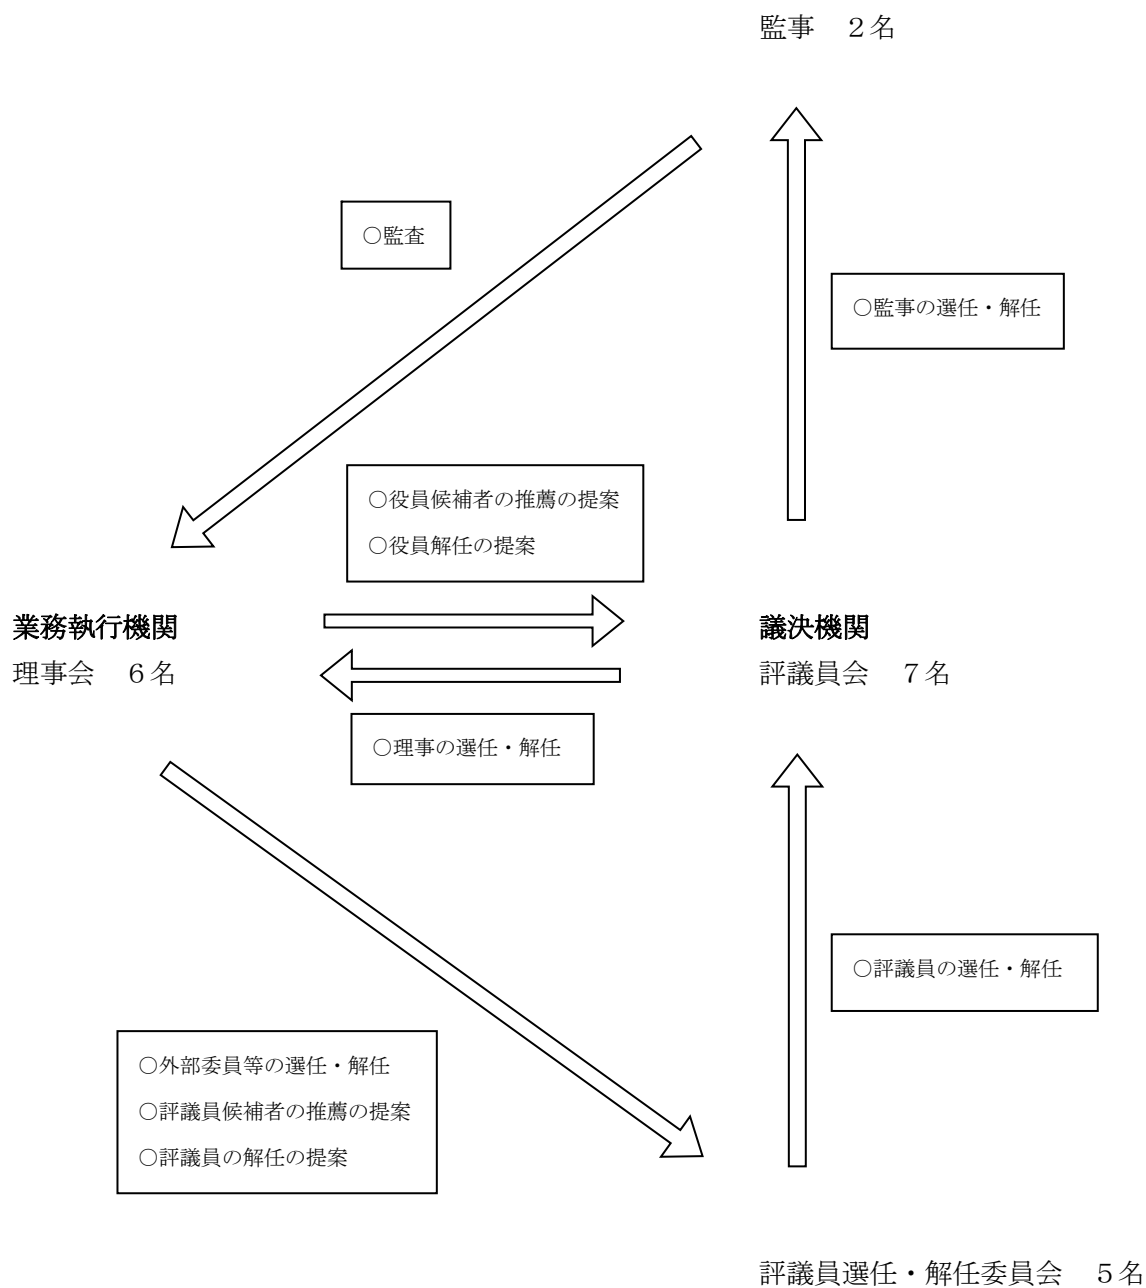 監事　２名
○監査
○監事の選任・解任
○役員候補者の推薦の提案
○役員解任の提案
業務執行機関
理事会　６名
議決機関
評議員会　７名
○理事の選任・解任
○評議員の選任・解任
○外部委員等の選任・解任
○評議員候補者の推薦の提案
○評議員の解任の提案
評議員選任・解任委員会　５名